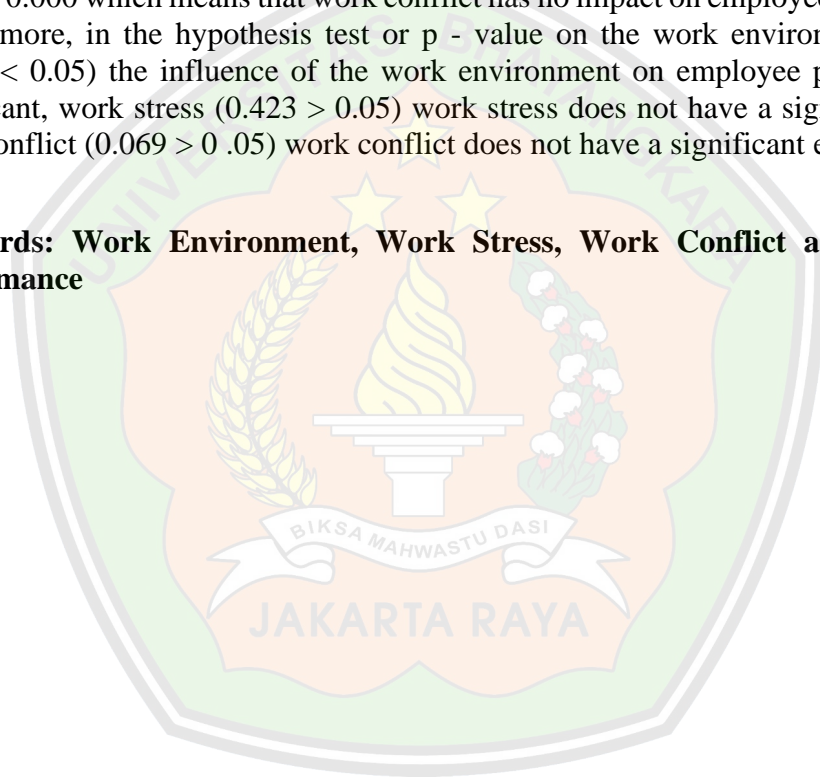 0.000 which means that work conflict has no impact on employee
more, in the hypothesis test or p - value on the work environ
< 0.05) the influence of the work environment on employee p
cant, work stress (0.423 > 0.05) work stress does not have a sig
onflict (0.069 > 0 .05) work conflict does not have a significant e
rds: Work Environment, Work Stress, Work Conflict a
mance
UNIVERSITAS BHAYANGKARA
BIKSA MAHWASTU DASI
JAKARTA RAYA